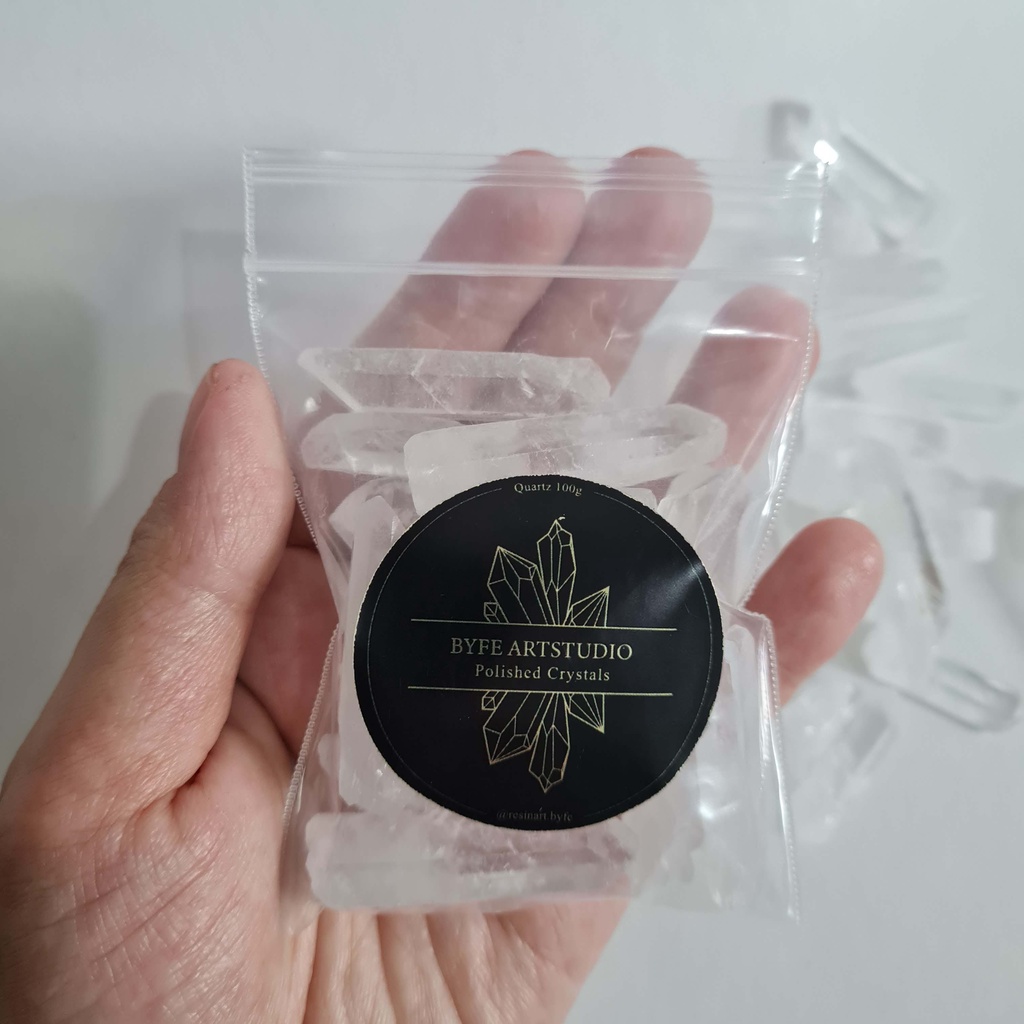 Quartz 100g
BYFE ARTSTUDIO
Polished Crystals
@resinart.byfe